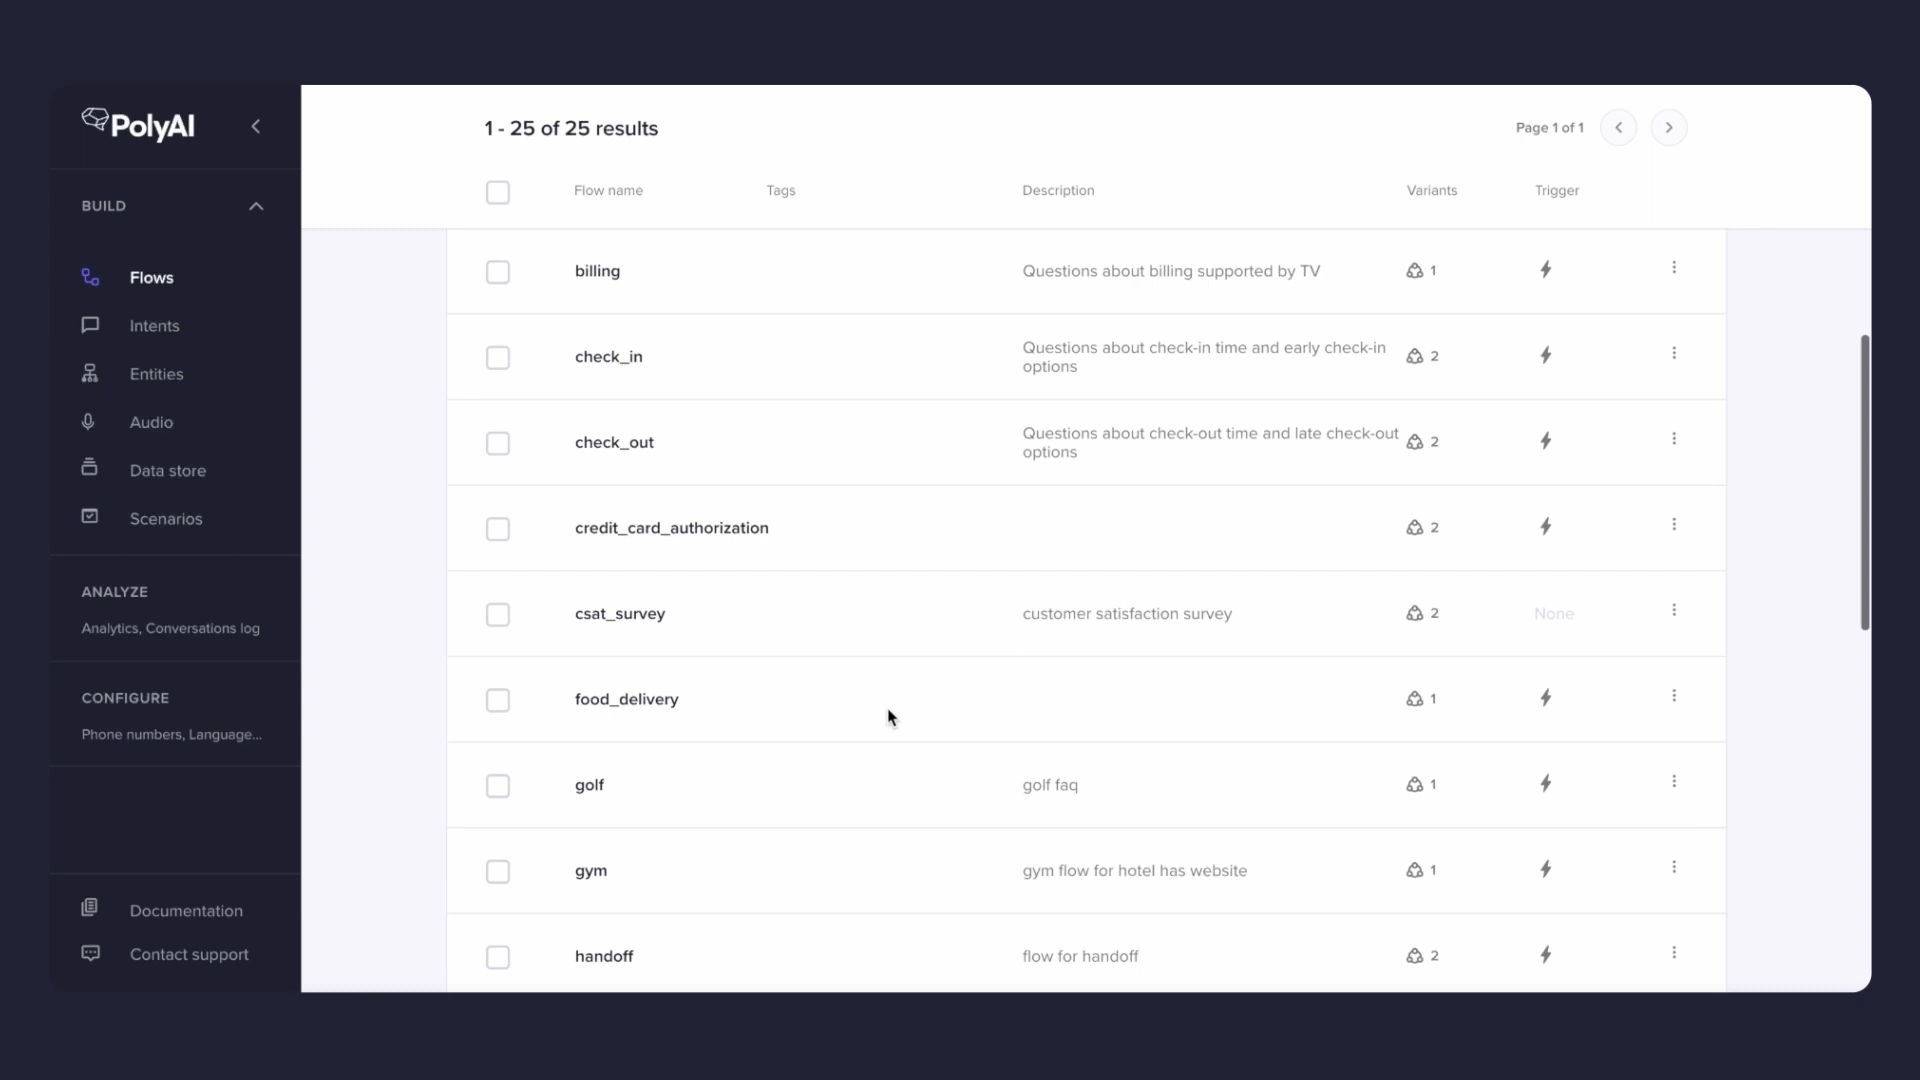 PolyAI
BUILD
Flows
Intents
Entities
Audio
Data store
Scenarios
ANALYZE
Analytics, Conversations log
CONFIGURE
Phone numbers, Language...
Documentation
Contact support
1 - 25 of 25 results
Page 1 of 1
Flow name Tags Description Variants Trigger
billing Questions about billing supported by TV 1
check_in Questions about check-in time and early check-in options 2
check_out Questions about check-out time and late check-out options 2
credit_card_authorization 2
csat_survey customer satisfaction survey 2 None
food_delivery 1
golf golf faq 1
gym gym flow for hotel has website 1
handoff flow for handoff 2